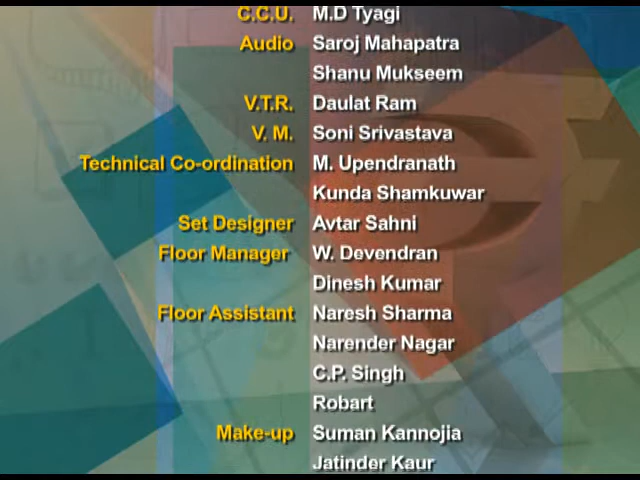 C.C.U. M.D Tyagi
Audio Saroj Mahapatra
Shanu Mukseem
V.T.R. Daulat Ram
V. M. Soni Srivastava
Technical Co-ordination M. Upendranath
Kunda Shamkuwar
Set Designer Avtar Sahni
Floor Manager W. Devendran
Dinesh Kumar
Floor Assistant Naresh Sharma
Narender Nagar
C.P. Singh
Robart
Make-up Suman Kannojia
Jatinder Kaur